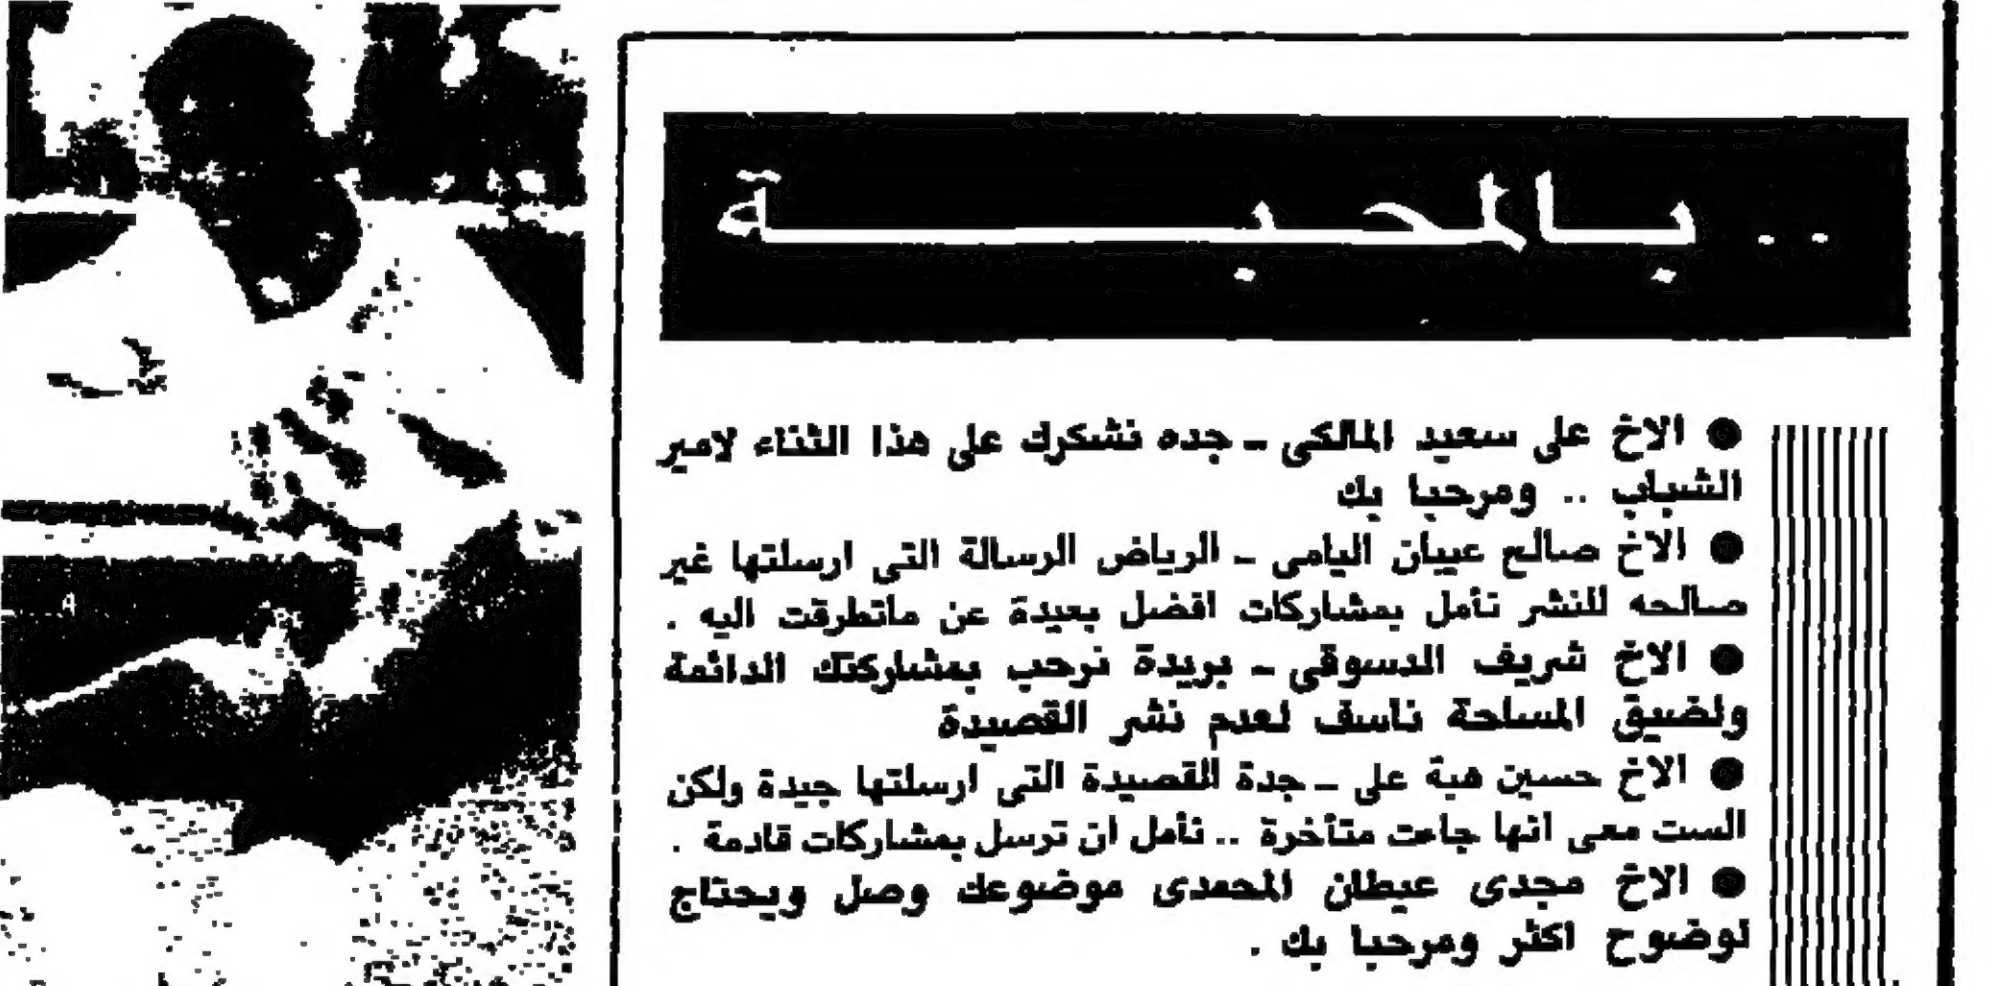 .. بالمحبة
● الاخ على سعيد المالكى ـ جده نشكرك على هذا الثناء لامير
الشباب .. ومرحبا بك
● الاخ صالح عبيان اليامى ـ الرياض الرسالة التى ارسلتها غير
صالحه للنشر نأمل بمشاركات افضل بعيدة عن ماتطرقت اليه .
● الاخ شريف الدسوقى ـ بريدة نرحب بمشاركتك الدائمة
ولضيق المساحة نأسف لعدم نشر القصيدة
● الاخ حسين هبة على ـ جدة القصيدة التى ارسلتها جيدة ولكن
الست معى انها جاءت متأخرة .. نأمل ان ترسل بمشاركات قادمة .
● الاخ مجدى عيطان المحمدى موضوعك وصل ويحتاج
لوضوح اكثر ومرحبا بك .